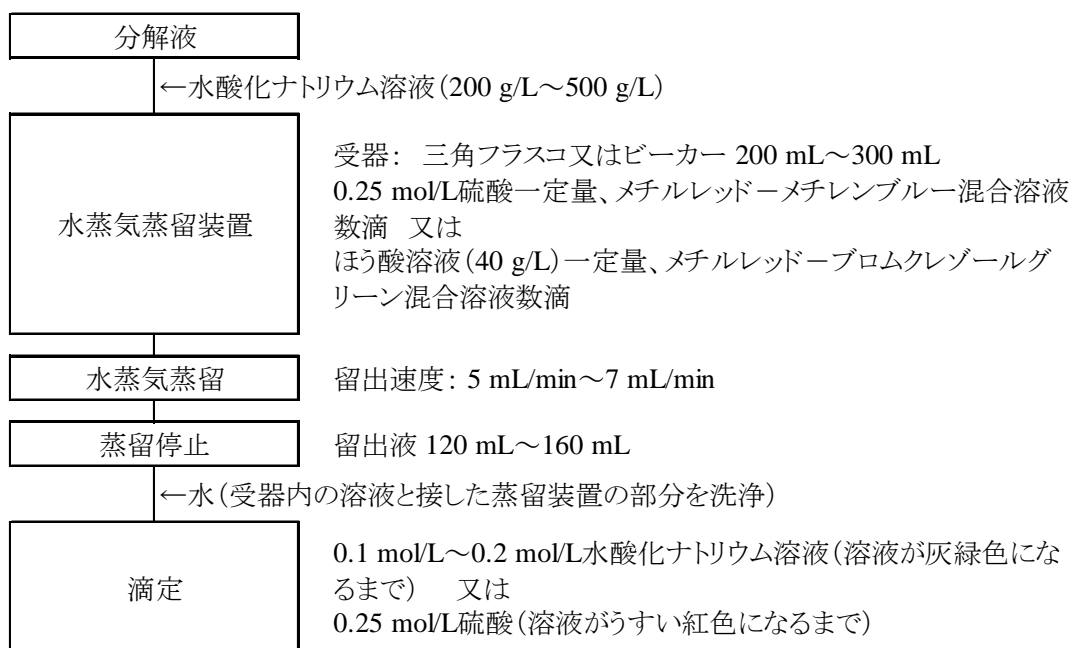 分解液
←水酸化ナトリウム溶液(200 g/L～500 g/L)
水蒸気蒸留装置
受器： 三角フラスコ又はビーカー 200 mL～300 mL
0.25 mol/L硫酸一定量、メチルレッド－メチレンブルー混合溶液
数滴 又は
ほう酸溶液(40 g/L)一定量、メチルレッド－ブロムクレゾールグ
リーン混合溶液数滴
水蒸気蒸留
留出速度： 5 mL/min～7 mL/min
蒸留停止
留出液 120 mL～160 mL
←水(受器内の溶液と接した蒸留装置の部分を洗浄)
滴定
0.1 mol/L～0.2 mol/L水酸化ナトリウム溶液(溶液が灰緑色にな
るまで) 又は
0.25 mol/L硫酸(溶液がうすい紅色になるまで)